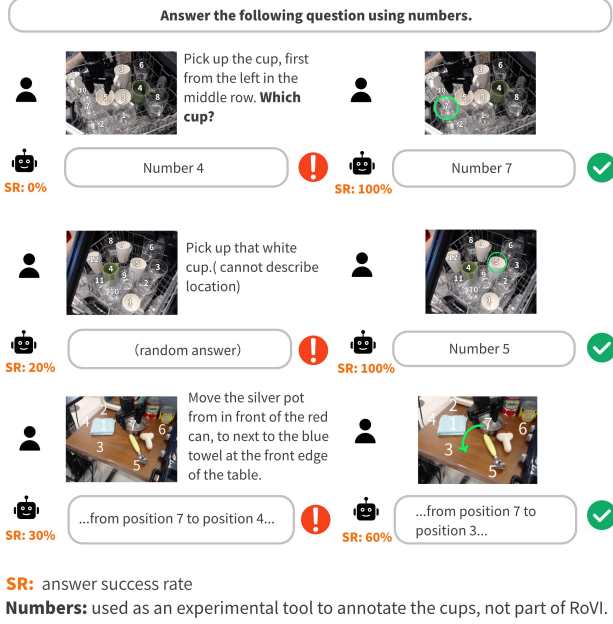 Answer the following question using numbers.
Pick up the cup, first
from the left in the
middle row. Which
cup?
Number 4
SR: 0%
Number 7
SR: 100%
Pick up that white
cup.( cannot describe
location)
(random answer)
SR: 20%
Number 5
SR: 100%
Move the silver pot
from in front of the red
can, to next to the blue
towel at the front edge
of the table.
...from position 7 to position 4...
SR: 30%
...from position 7 to
position 3...
SR: 60%
SR: answer success rate
Numbers: used as an experimental tool to annotate the cups, not part of RoVI.